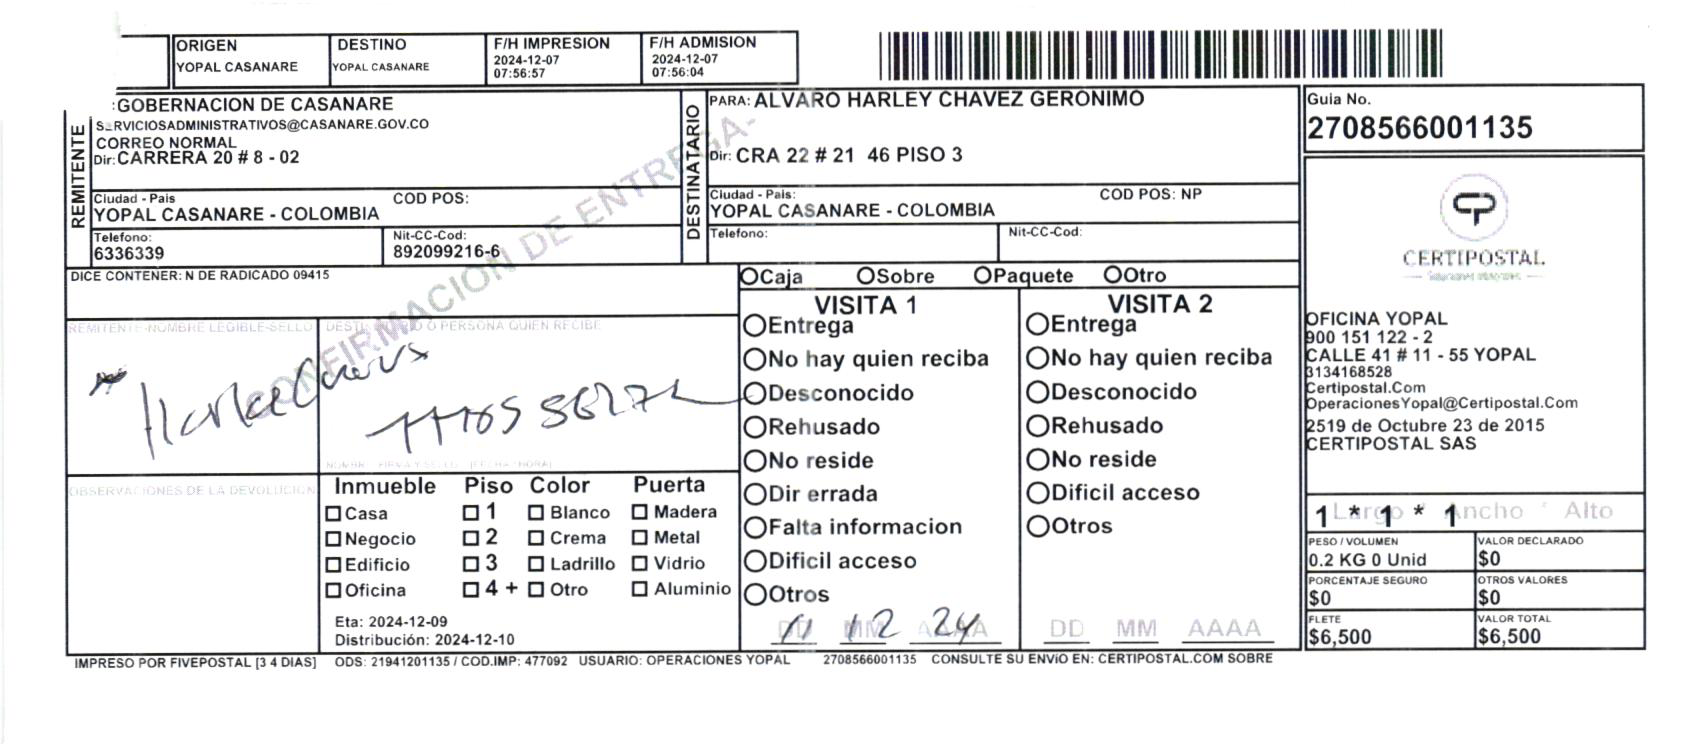 ORIGEN
YOPAL CASANARE
DESTINO
YOPAL CASANARE
F/H IMPRESION
2024-12-07
07:56:57
F/H ADMISION
2024-12-07
07:56:04
REMITENTE
:GOBERNACION DE CASANARE
SERVICIOSADMINISTRATIVOS@CASANARE.GOV.CO
CORREO NORMAL
Dir:CARRERA 20 # 8 - 02
Ciudad - Pais
COD POS:
YOPAL CASANARE - COLOMBIA
Telefono:
6336339
Nit-CC-Cod:
892099216-6
DESTINATARIO
PARA: ALVARO HARLEY CHAVEZ GERONIMO
Dir: CRA 22 # 21 46 PISO 3
Ciudad - Pais:
COD POS: NP
YOPAL CASANARE - COLOMBIA
Telefono:
Nit-CC-Cod:
Guia No.
2708566001135
CERTIPOSTAL
Soluciones Integrales
OFICINA YOPAL
900 151 122 - 2
CALLE 41 # 11 - 55 YOPAL
3134168528
Certipostal.Com
OperacionesYopal@Certipostal.Com
2519 de Octubre 23 de 2015
CERTIPOSTAL SAS
1 * 1 * 1
Largo Ancho * Alto
PESO / VOLUMEN
0.2 KG 0 Unid
VALOR DECLARADO
$0
PORCENTAJE SEGURO
$0
OTROS VALORES
$0
FLETE
$6,500
VALOR TOTAL
$6,500
DICE CONTENER: N DE RADICADO 09415
CONFIRMACION DE ENTREGA-
REMITENTE-NOMBRE LEGIBLE-SELLO
O PERSONA QUIEN RECIBE
OBSERVACIONES DE LA DEVOLUCION
Inmueble
Casa
Negocio
Edificio
Oficina
Piso
1
2
3
4 +
Color
Blanco
Crema
Ladrillo
Otro
Puerta
Madera
Metal
Vidrio
Aluminio
Eta: 2024-12-09
Distribución: 2024-12-10
Caja Sobre Paquete Otro
VISITA 1
Entrega
No hay quien reciba
Desconocido
Rehusado
No reside
Dir errada
Falta informacion
Dificil acceso
Otros
DD MM AAAA
11 12 24
VISITA 2
Entrega
No hay quien reciba
Desconocido
Rehusado
No reside
Dificil acceso
Otros
DD MM AAAA
IMPRESO POR FIVEPOSTAL [3 4 DIAS] ODS: 21941201135 / COD.IMP: 477092 USUARIO: OPERACIONES YOPAL 2708566001135 CONSULTE SU ENVIO EN: CERTIPOSTAL.COM SOBRE